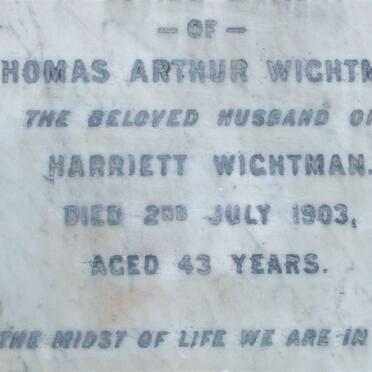 — OF —
THOMAS ARTHUR WIGHTM
THE BELOVED HUSBAND O
HARRIETT WIGHTMAN.
DIED 2ND JULY 1903,
AGED 43 YEARS.
THE MIDST OF LIFE WE ARE IN